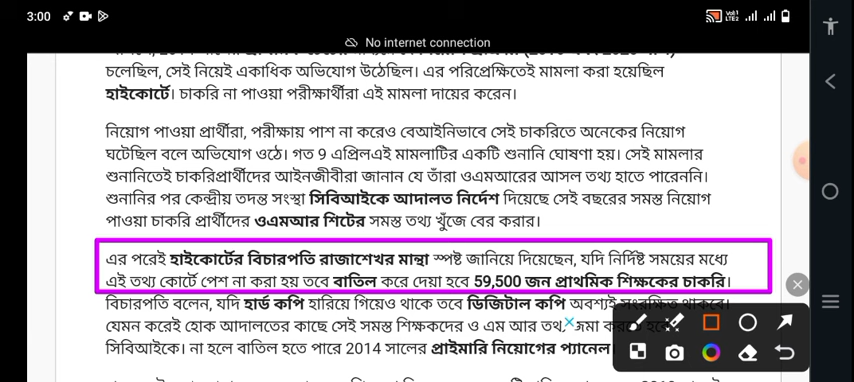 3:00
Vo1) LTE2
No internet connection
চলেছিল, সেই নিয়েই একাধিক অভিযোগ উঠেছিল। এর পরিপ্রেক্ষিতেই মামলা করা হয়েছিল
হাইকোর্টে। চাকরি না পাওয়া পরীক্ষার্থীরা এই মামলা দায়ের করেন।
নিয়োগ পাওয়া প্রার্থীরা, পরীক্ষায় পাশ না করেও বেআইনিভাবে সেই চাকরিতে অনেকের নিয়োগ
ঘটেছিল বলে অভিযোগ ওঠে। গত 9 এপ্রিলএই মামলাটির একটি শুনানি ঘোষণা হয়। সেই মামলার
শুনানিতেই চাকরিপ্রার্থীদের আইনজীবীরা জানান যে তাঁরা ওএমআরের আসল তথ্য হাতে পারেননি।
শুনানির পর কেন্দ্রীয় তদন্ত সংস্থা সিবিআইকে আদালত নির্দেশ দিয়েছে সেই বছরের সমস্ত নিয়োগ
পাওয়া চাকরি প্রার্থীদের ওএমআর শিটের সমস্ত তথ্য খুঁজে বের করার।
এর পরেই হাইকোর্টের বিচারপতি রাজাশেখর মান্থা স্পষ্ট জানিয়ে দিয়েছেন, যদি নির্দিষ্ট সময়ের মধ্যে
এই তথ্য কোর্টে পেশ না করা হয় তবে বাতিল করে দেয়া হবে 59,500 জন প্রাথমিক শিক্ষকের চাকরি।
বিচারপতি বলেন, যদি হার্ড কপি হারিয়ে গিয়েও থাকে তবে ডিজিটাল কপি অবশ্যই সংরক্ষিত থাকবে।
যেমন করেই হোক আদালতের কাছে সেই সমস্ত শিক্ষকদের ও এম আর তথ্য জমা করতে হবে
সিবিআইকে। না হলে বাতিল হতে পারে 2014 সালের প্রাইমারি নিয়োগের প্যানেল